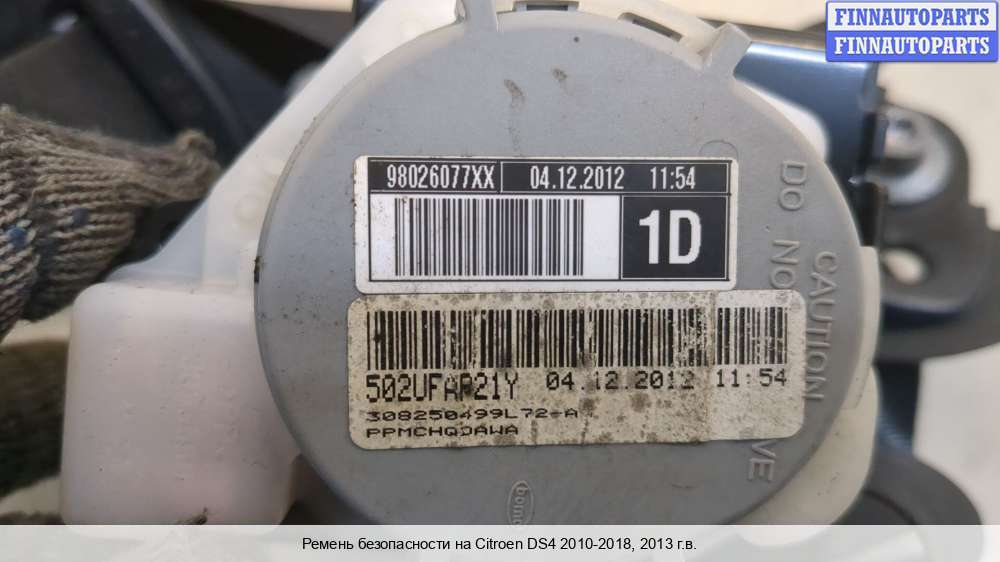 FINNAUTOPARTS
FINNAUTOPARTS
98026077XX 04.12.2012 11:54
1D
502UFAP21Y 04.12.2012 11:54
308250499L72-A
PPMCHQDAWA
CAUTION
DO
Ремень безопасности на Citroen DS4 2010-2018, 2013 г.в.